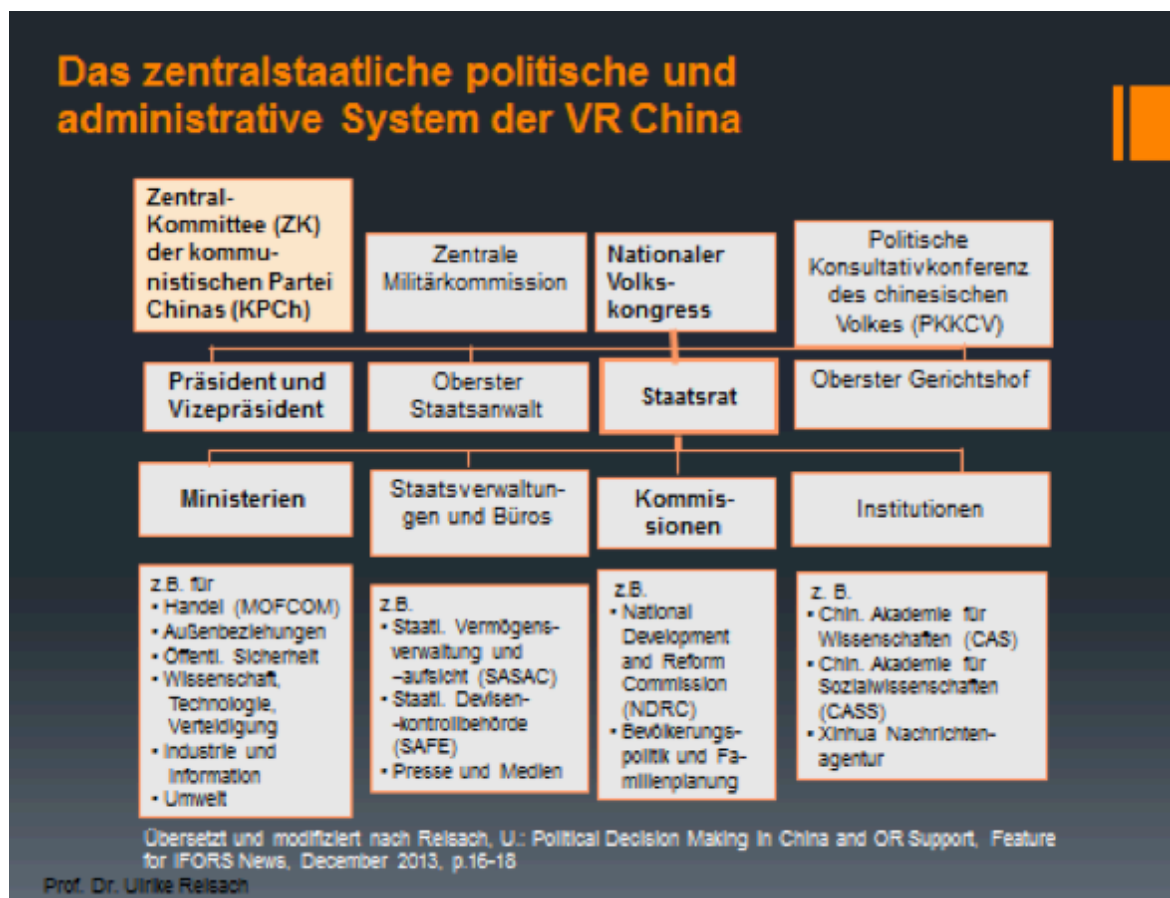 Das zentralstaatliche politische und
administrative System der VR China
Zentral-
Kommittee (ZK)
der kommu-
nistischen Partei
Chinas (KPCh)
Zentrale
Militärkommission
Nationaler
Volks-
kongress
Politische
Konsultativkonferenz
des chinesischen
Volkes (PKKCV)
Präsident und
Vizepräsident
Oberster
Staatsanwalt
Staatsrat
Oberster Gerichtshof
Ministerien
Staatsverwaltun-
gen und Büros
Kommis-
sionen
Institutionen
z.B. für
▪ Handel (MOFCOM)
▪ Außenbeziehungen
▪ Öffentl. Sicherheit
▪ Wissenschaft,
Technologie,
Verteidigung
▪ Industrie und
Information
▪ Umwelt
z.B.
▪ Staatl. Vermögens-
verwaltung und
–aufsicht (SASAC)
▪ Staatl. Devisen-
-kontrollbehörde
(SAFE)
▪ Presse und Medien
z.B.
▪ National
Development
and Reform
Commission
(NDRC)
▪ Bevölkerungs-
politik und Fa-
milienplanung
z. B.
▪ Chin. Akademie für
Wissenschaften (CAS)
▪ Chin. Akademie für
Sozialwissenschaften
(CASS)
▪ Xinhua Nachrichten-
agentur
Übersetzt und modifiziert nach Reisach, U.: Political Decision Making in China and OR Support, Feature
for IFORS News, December 2013, p.16-18
Prof. Dr. Ulrike Reisach